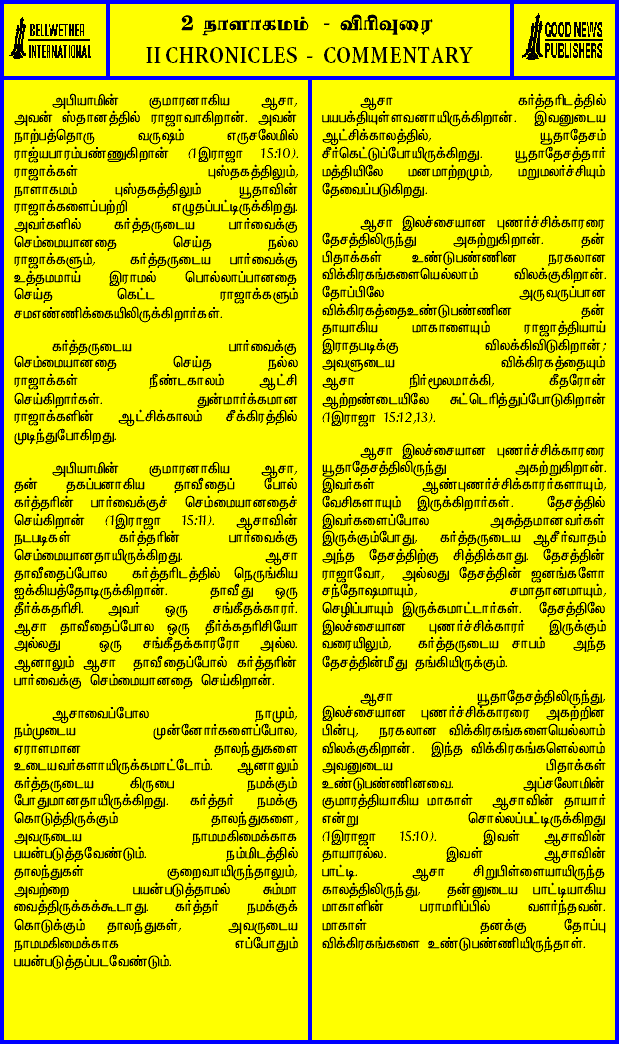 BELLWETHER
INTERNATIONAL
2 நாளாகமம் - விரிவுரை
II CHRONICLES - COMMENTARY
GOOD NEWS
PUBLISHERS
அபியாமின் குமாரனாகிய ஆசா,
அவன் ஸ்தானத்தில் ராஜாவாகிறான். அவன்
நாற்பத்தொரு வருஷம் எருசலேமில்
ராஜ்யபாரம்பண்ணுகிறான் (1இராஜா 15:10).
ராஜாக்கள் புஸ்தகத்திலும்,
நாளாகமம் புஸ்தகத்திலும் யூதாவின்
ராஜாக்களைப்பற்றி எழுதப்பட்டிருக்கிறது.
அவர்களில் கர்த்தருடைய பார்வைக்கு
செம்மையானதை செய்த நல்ல
ராஜாக்களும், கர்த்தருடைய பார்வைக்கு
உத்தமமாய் இராமல் பொல்லாப்பானதை
செய்த கெட்ட ராஜாக்களும்
சமஎண்ணிக்கையிலிருக்கிறார்கள்.
கர்த்தருடைய பார்வைக்கு
செம்மையானதை செய்த நல்ல
ராஜாக்கள் நீண்டகாலம் ஆட்சி
செய்கிறார்கள். துன்மார்க்கமான
ராஜாக்களின் ஆட்சிக்காலம் சீக்கிரத்தில்
முடிந்துபோகிறது.
அபியாமின் குமாரனாகிய ஆசா,
தன் தகப்பனாகிய தாவீதைப் போல்
கர்த்தரின் பார்வைக்குச் செம்மையானதைச்
செய்கிறான் (1இராஜா 15:11). ஆசாவின்
நடபடிகள் கர்த்தரின் பார்வைக்கு
செம்மையானதாயிருக்கிறது. ஆசா
தாவீதைப்போல கர்த்தரிடத்தில் நெருங்கிய
ஐக்கியத்தோடிருக்கிறான். தாவீது ஒரு
தீர்க்கதரிசி. அவர் ஒரு சங்கீதக்காரர்.
ஆசா தாவீதைப்போல ஒரு தீர்க்கதரிசியோ
அல்லது ஒரு சங்கீதக்காரரோ அல்ல.
ஆனாலும் ஆசா தாவீதைப்போல் கர்த்தரின்
பார்வைக்கு செம்மையானதை செய்கிறான்.
ஆசாவைப்போல நாமும்,
நம்முடைய முன்னோர்களைப்போல,
ஏராளமான தாலந்துகளை
உடையவர்களாயிருக்கமாட்டோம். ஆனாலும்
கர்த்தருடைய கிருபை நமக்கும்
போதுமானதாயிருக்கிறது. கர்த்தர் நமக்கு
கொடுத்திருக்கும் தாலந்துகளை,
அவருடைய நாமமகிமைக்காக
பயன்படுத்தவேண்டும். நம்மிடத்தில்
தாலந்துகள் குறைவாயிருந்தாலும்,
அவற்றை பயன்படுத்தாமல் சும்மா
வைத்திருக்கக்கூடாது. கர்த்தர் நமக்குக்
கொடுக்கும் தாலந்துகள், அவருடைய
நாமமகிமைக்காக எப்போதும்
பயன்படுத்தப்படவேண்டும்.
ஆசா கர்த்தரிடத்தில்
பயபக்தியுள்ளவனாயிருக்கிறான். இவனுடைய
ஆட்சிக்காலத்தில், யூதாதேசம்
சீர்கெட்டுப்போயிருக்கிறது. யூதாதேசத்தார்
மத்தியிலே மனமாற்றமும், மறுமலர்ச்சியும்
தேவைப்படுகிறது.
ஆசா இலச்சையான புணர்ச்சிக்காரரை
தேசத்திலிருந்து அகற்றுகிறான். தன்
பிதாக்கள் உண்டுபண்ணின நரகலான
விக்கிரகங்களையெல்லாம் விலக்குகிறான்.
தோப்பிலே அருவருப்பான
விக்கிரகத்தைஉண்டுபண்ணின தன்
தாயாகிய மாகாளையும் ராஜாத்தியாய்
இராதபடிக்கு விலக்கிவிடுகிறான்;
அவளுடைய விக்கிரகத்தையும்
ஆசா நிர்மூலமாக்கி, கீதரோன்
ஆற்றண்டையிலே சுட்டெரித்துப்போடுகிறான்
(1இராஜா 15:12,13).
ஆசா இலச்சையான புணர்ச்சிக்காரரை
யூதாதேசத்திலிருந்து அகற்றுகிறான்.
இவர்கள் ஆண்புணர்ச்சிக்காரர்களாயும்,
வேசிகளாயும் இருக்கிறார்கள். தேசத்தில்
இவர்களைப்போல அசுத்தமானவர்கள்
இருக்கும்போது, கர்த்தருடைய ஆசீர்வாதம்
அந்த தேசத்திற்கு சித்திக்காது. தேசத்தின்
ராஜாவோ, அல்லது தேசத்தின் ஜனங்களோ
சந்தோஷமாயும், சமாதானமாயும்,
செழிப்பாயும் இருக்கமாட்டார்கள். தேசத்திலே
இலச்சையான புணர்ச்சிக்காரர் இருக்கும்
வரையிலும், கர்த்தருடைய சாபம் அந்த
தேசத்தின்மீது தங்கியிருக்கும்.
ஆசா யூதாதேசத்திலிருந்து,
இலச்சையான புணர்ச்சிக்காரரை அகற்றின
பின்பு, நரகலான விக்கிரகங்களையெல்லாம்
விலக்குகிறான். இந்த விக்கிரகங்களெல்லாம்
அவனுடைய பிதாக்கள்
உண்டுபண்ணினவை. அப்சலோமின்
குமாரத்தியாகிய மாகாள் ஆசாவின் தாயார்
என்று சொல்லப்பட்டிருக்கிறது
(1இராஜா 15:10). இவள் ஆசாவின்
தாயாரல்ல. இவள் ஆசாவின்
பாட்டி. ஆசா சிறுபிள்ளையாயிருந்த
காலத்திலிருந்து, தன்னுடைய பாட்டியாகிய
மாகாளின் பராமரிப்பில் வளர்ந்தவன்.
மாகாள் தனக்கு தோப்பு
விக்கிரகங்களை உண்டுபண்ணியிருந்தாள்.